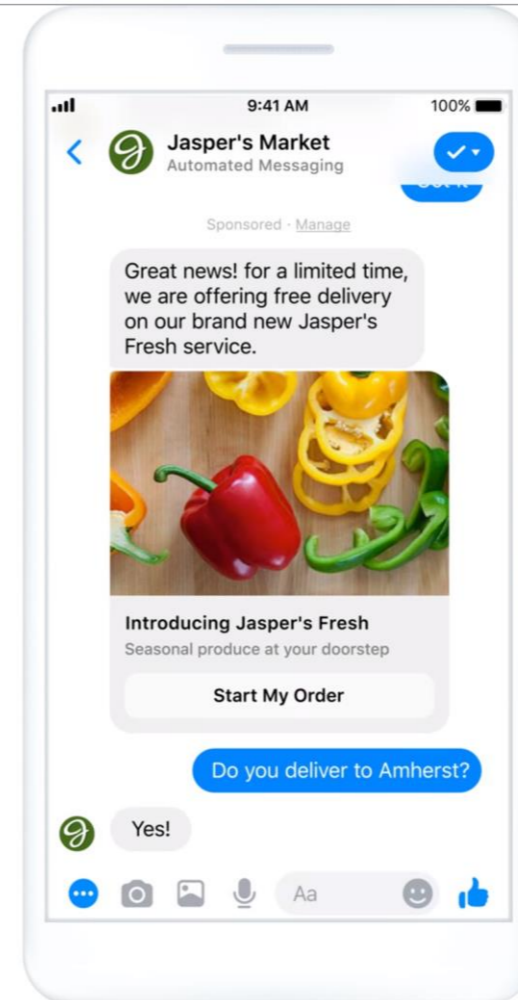 9:41 AM
100%
Jasper's Market
Automated Messaging
Sponsored · Manage
Great news! for a limited time,
we are offering free delivery
on our brand new Jasper's
Fresh service.
Introducing Jasper's Fresh
Seasonal produce at your doorstep
Start My Order
Do you deliver to Amherst?
Yes!
Aa